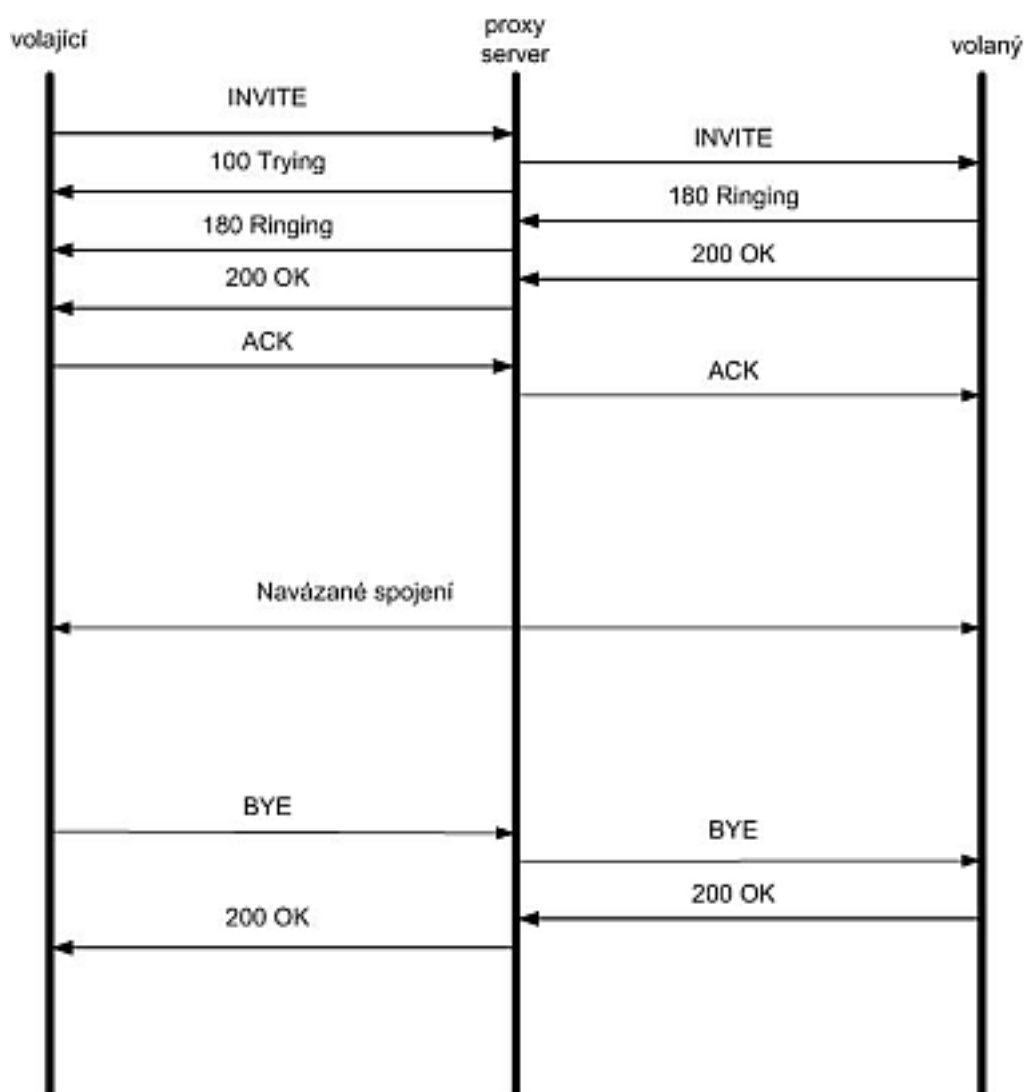 volající
proxy
server
volaný
INVITE
INVITE
100 Trying
180 Ringing
180 Ringing
200 OK
200 OK
ACK
ACK
Navázané spojení
BYE
BYE
200 OK
200 OK